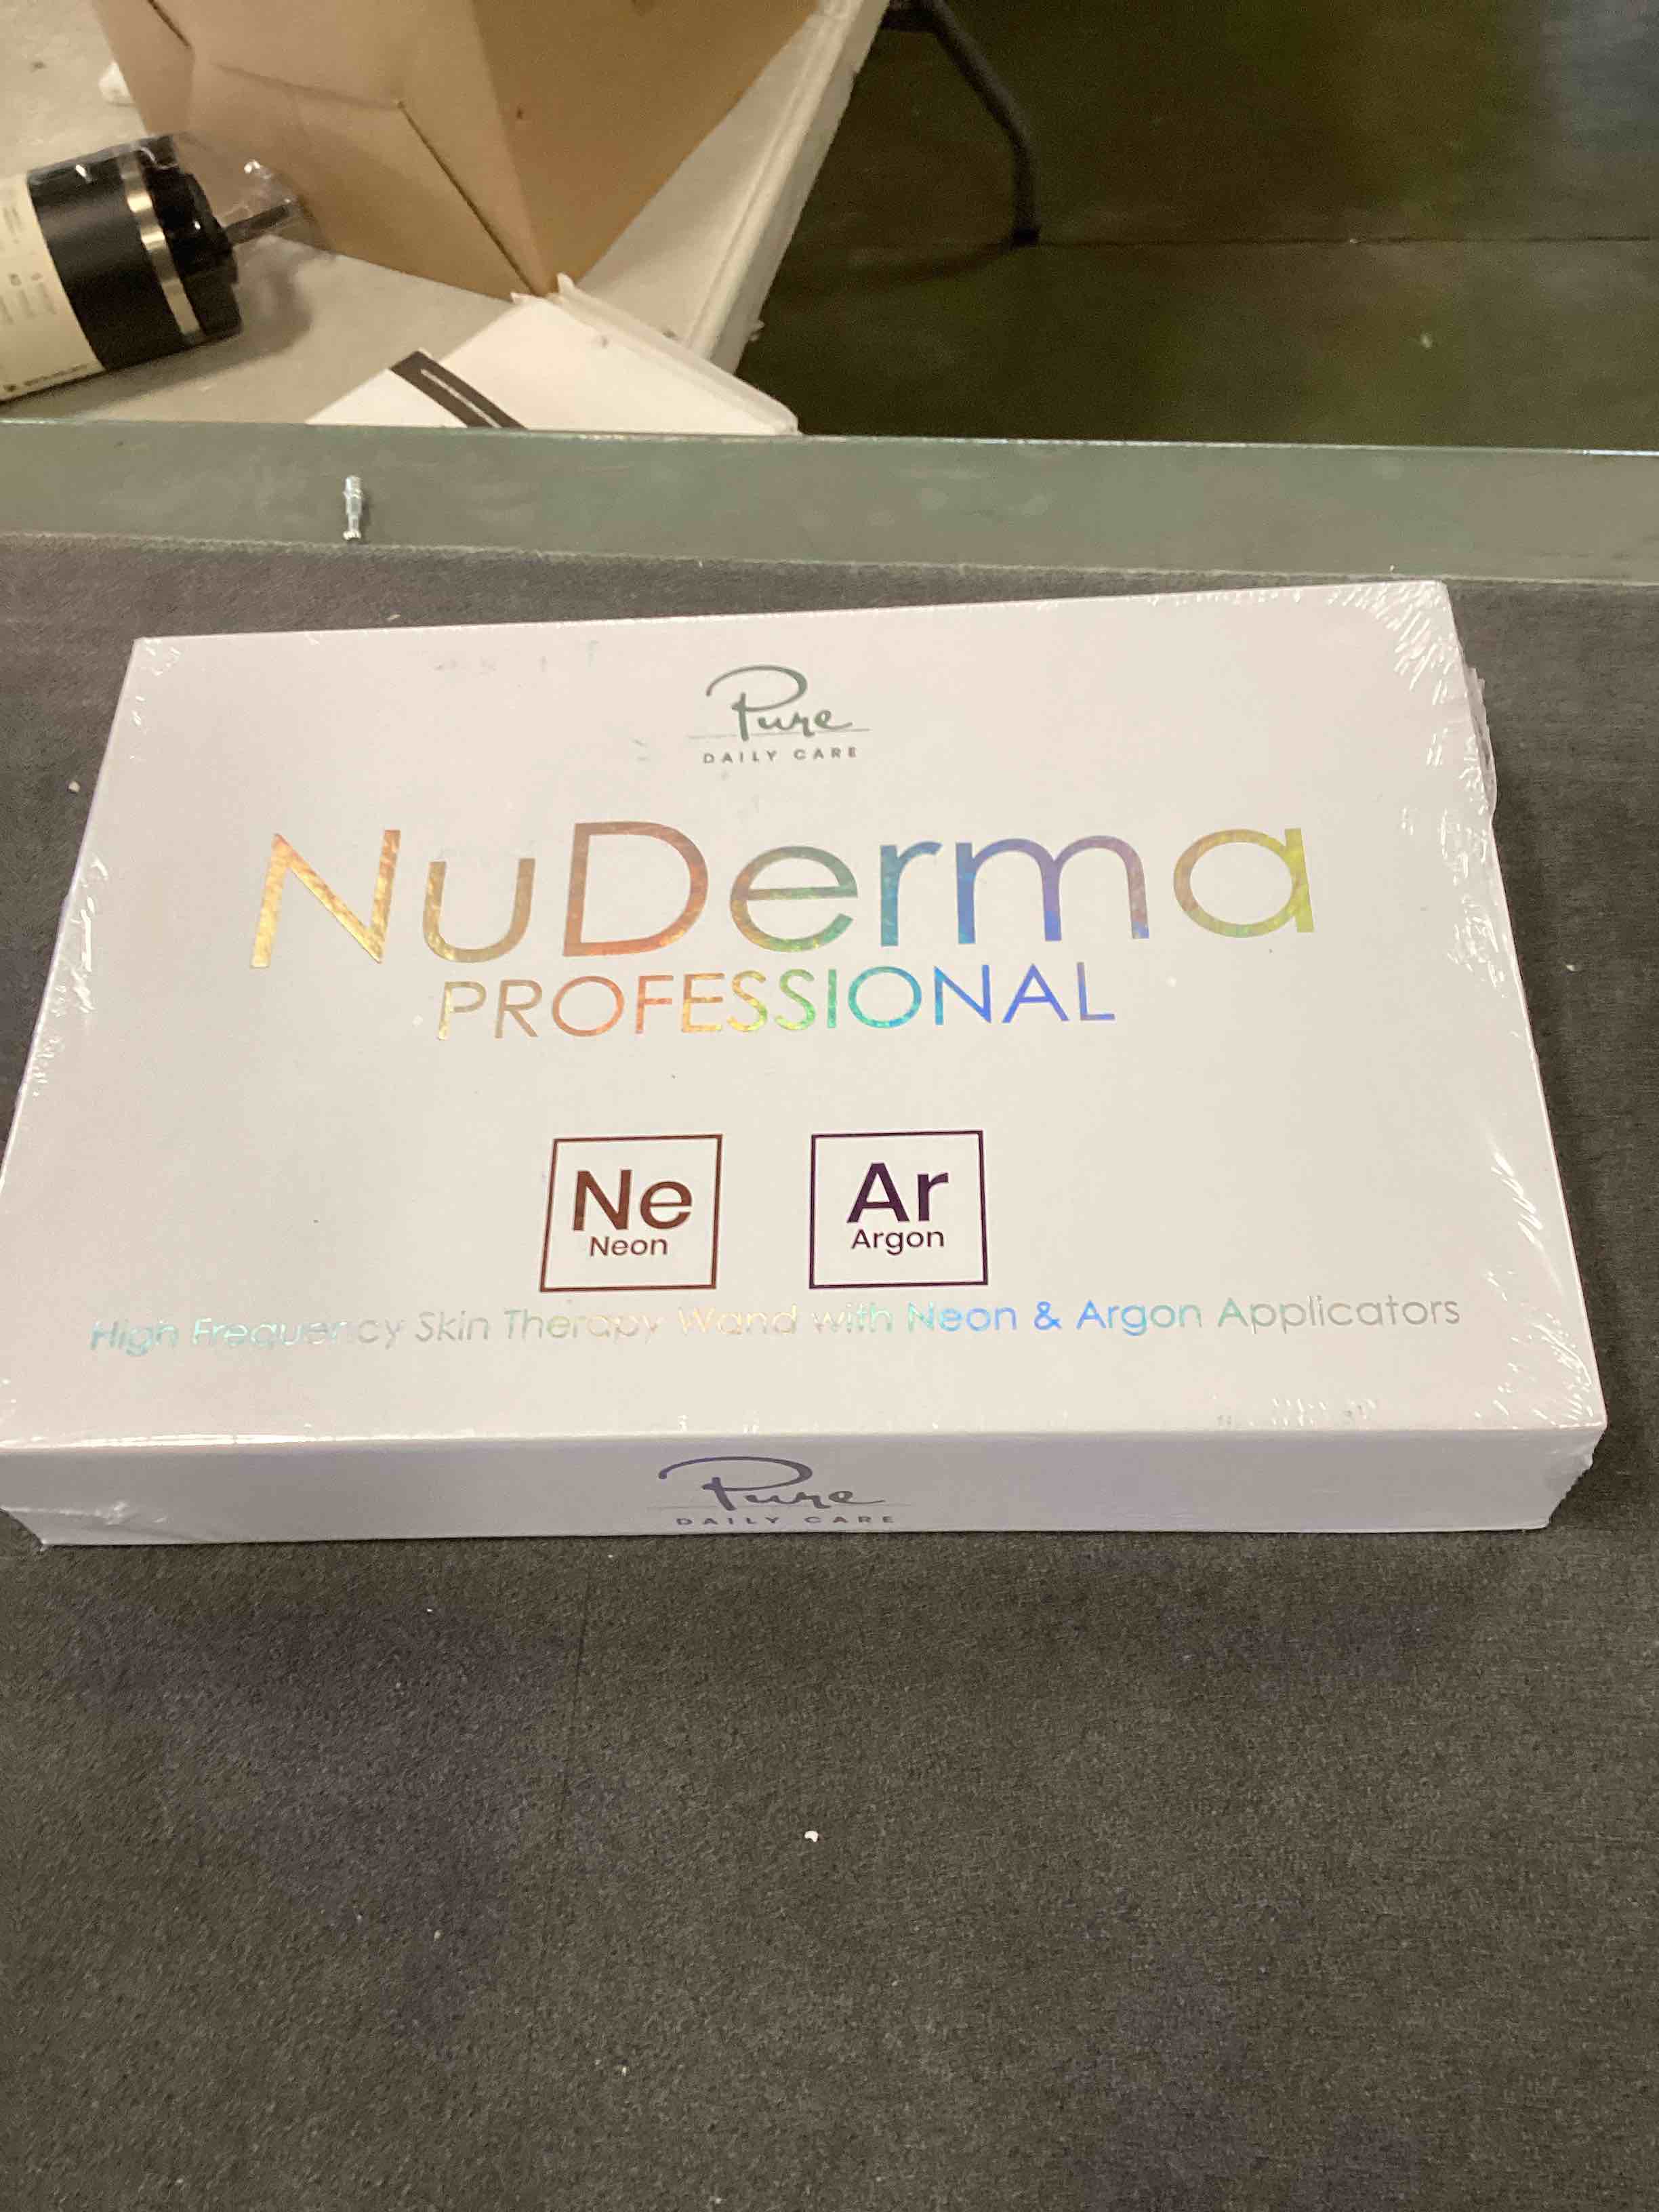 Pure
DAILY CARE
NuDerma
PROFESSIONAL
Ne
Neon
Ar
Argon
High Frequency Skin Therapy Wand with Neon & Argon Applicators
Pure
DAILY CARE